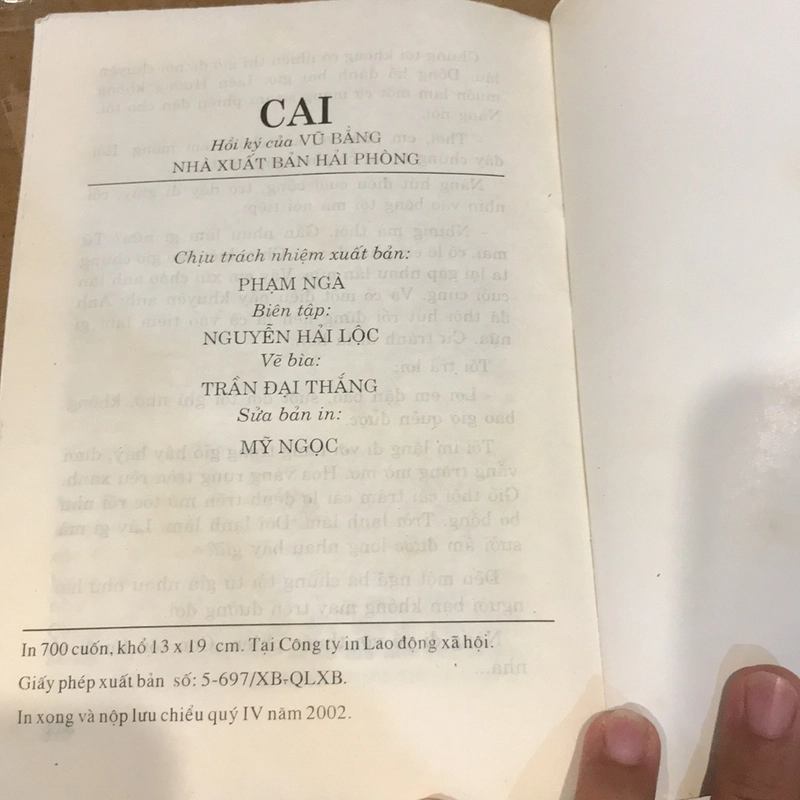 CAI
Hồi ký của VŨ BẰNG
NHÀ XUẤT BẢN HẢI PHÒNG
Chịu trách nhiệm xuất bản:
PHẠM NGÀ
Biên tập:
NGUYỄN HẢI LỘC
Vẽ bìa:
TRẦN ĐẠI THẮNG
Sửa bản in:
MỸ NGỌC
In 700 cuốn, khổ 13 x 19 cm. Tại Công ty in Lao động xã hội.
Giấy phép xuất bản số: 5-697/XB-QLXB.
In xong và nộp lưu chiểu quý IV năm 2002.